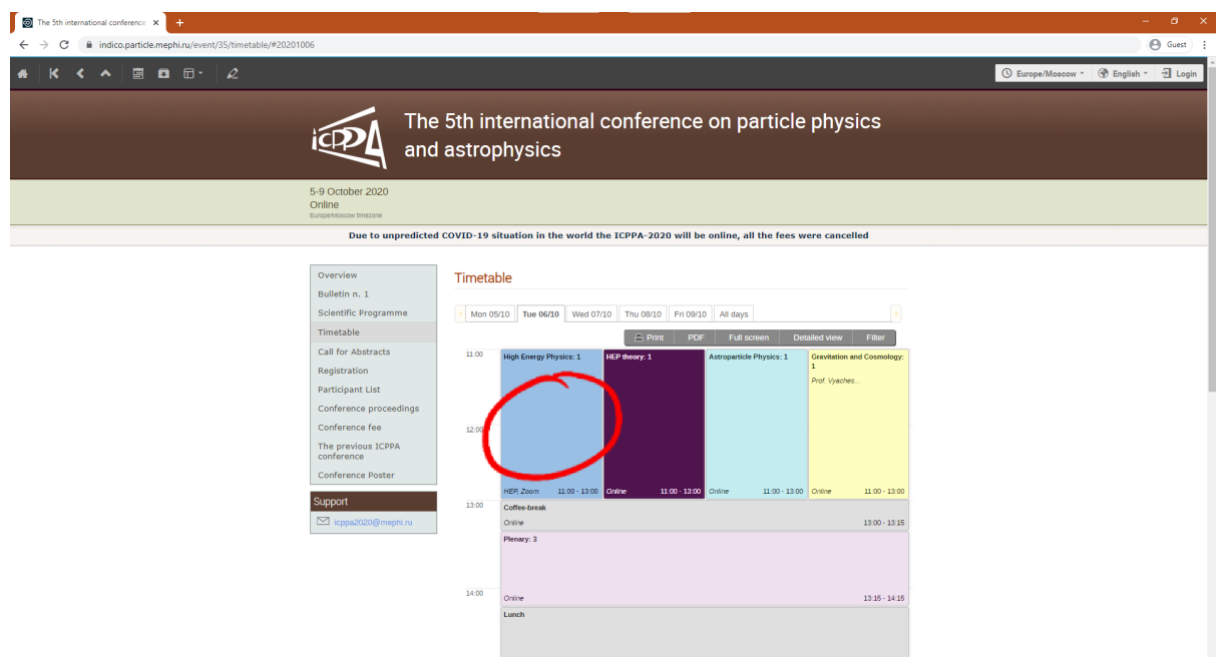 The 5th international conference
indico.particle.mephi.ru/event/35/timetable/#20201006
Guest
Europe/Moscow
English
Login
icppa
The 5th international conference on particle physics
and astrophysics
5-9 October 2020
Online
Europe/Moscow timezone
Due to unpredicted COVID-19 situation in the world the ICPPA-2020 will be online, all the fees were cancelled
Overview
Bulletin n. 1
Scientific Programme
Timetable
Call for Abstracts
Registration
Participant List
Conference proceedings
Conference fee
The previous ICPPA
conference
Conference Poster
Support
icppa2020@mephi.ru
Timetable
Mon 05/10 Tue 06/10 Wed 07/10 Thu 08/10 Fri 09/10 All days
Print PDF Full screen Detailed view Filter
11:00
High Energy Physics: 1
HEP, Zoom 11:00 - 13:00
HEP theory: 1
Online 11:00 - 13:00
Astroparticle Physics: 1
Online 11:00 - 13:00
Gravitation and Cosmology:
1
Prof. Vyaches...
Online 11:00 - 13:00
12:00
13:00
Coffee-break
Online 13:00 - 13:15
Plenary: 3
14:00
Online 13:15 - 14:15
Lunch